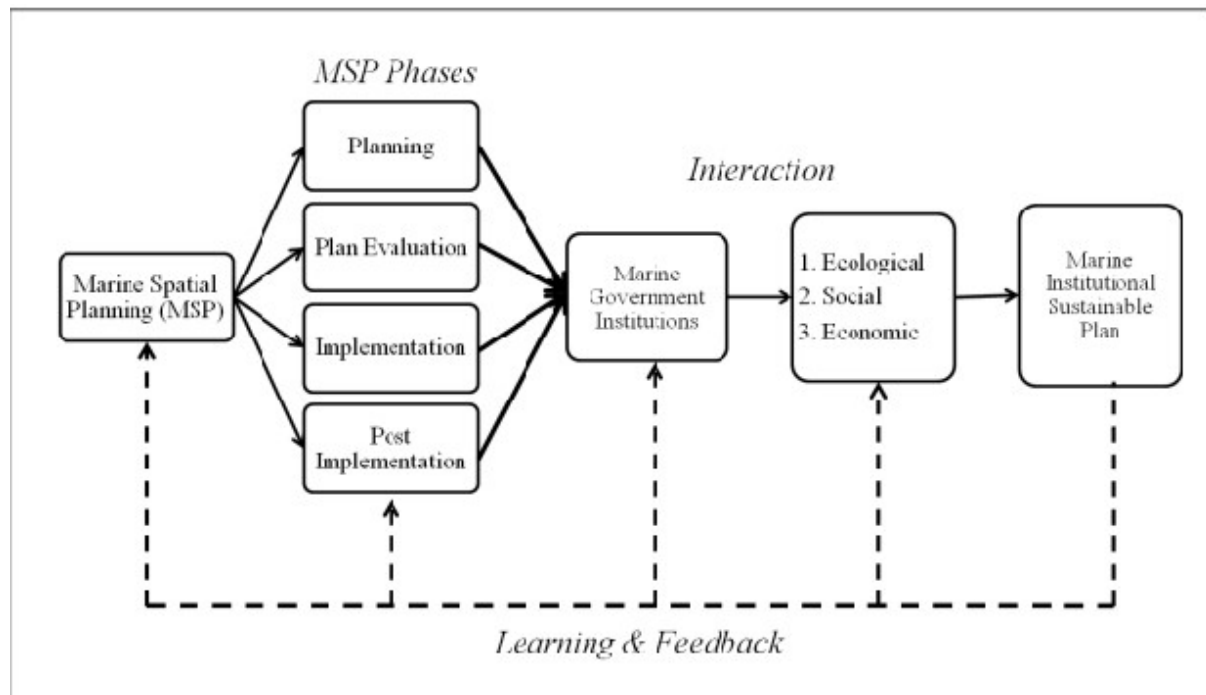 MSP Phases
Planning
Plan Evaluation
Implementation
Post
Implementation
Marine Spatial
Planning (MSP)
Interaction
Marine
Government
Institutions
1. Ecological
2. Social
3. Economic
Marine
Institutional
Sustainable
Plan
Learning & Feedback